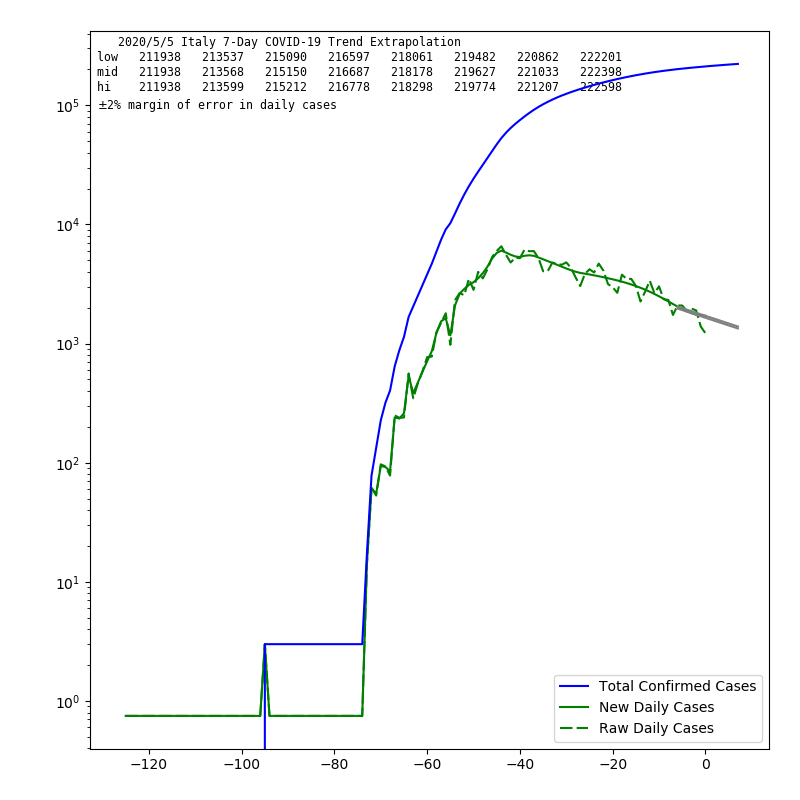 2020/5/5 Italy 7-Day COVID-19 Trend Extrapolation
low 211938 213537 215090 216597 218061 219482 220862 222201
mid 211938 213568 215150 216687 218178 219627 221033 222398
hi 211938 213599 215212 216778 218298 219774 221207 222598
±2% margin of error in daily cases
10⁵
10⁴
10³
10²
10¹
10⁰
Total Confirmed Cases
New Daily Cases
Raw Daily Cases
−120 −100 −80 −60 −40 −20 0